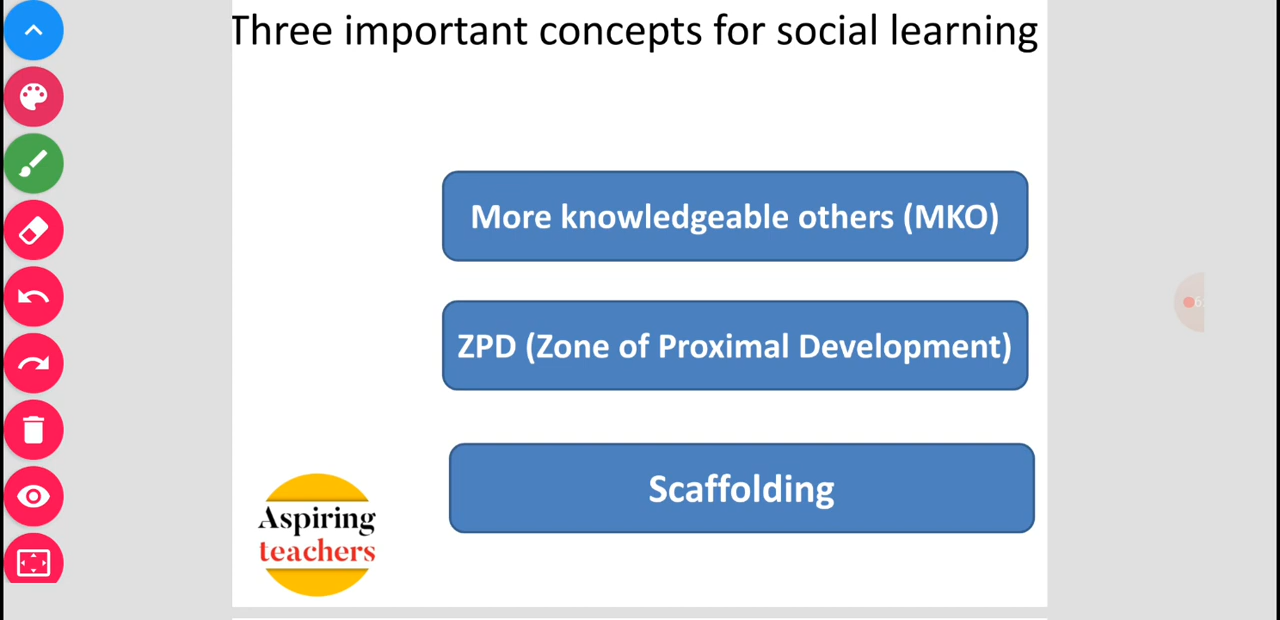 Three important concepts for social learning
More knowledgeable others (MKO)
ZPD (Zone of Proximal Development)
Scaffolding
Aspiring
teachers